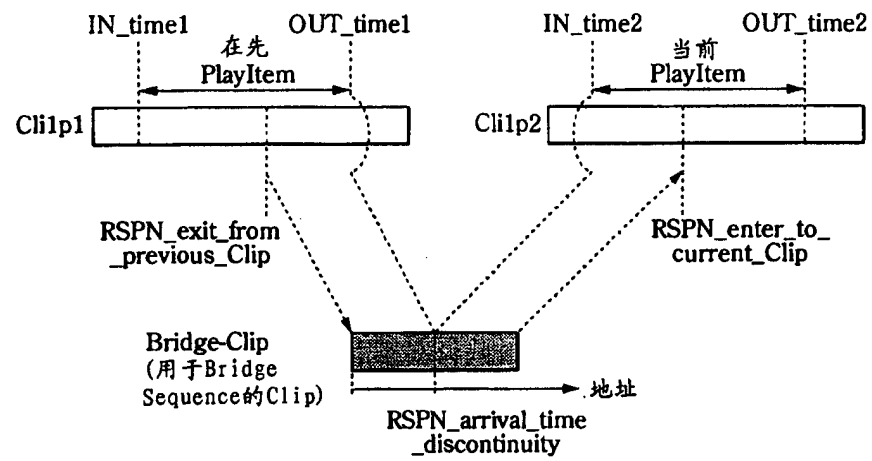 IN_time1
在先
OUT_time1
PlayItem
IN_time2
当前
OUT_time2
PlayItem
Cli1p1
Cli1p2
RSPN_exit_from
_previous_Clip
RSPN_enter_to_
current_Clip
Bridge-Clip
(用于Bridge
Sequence的Clip)
地址
RSPN_arrival_time
_discontinuity